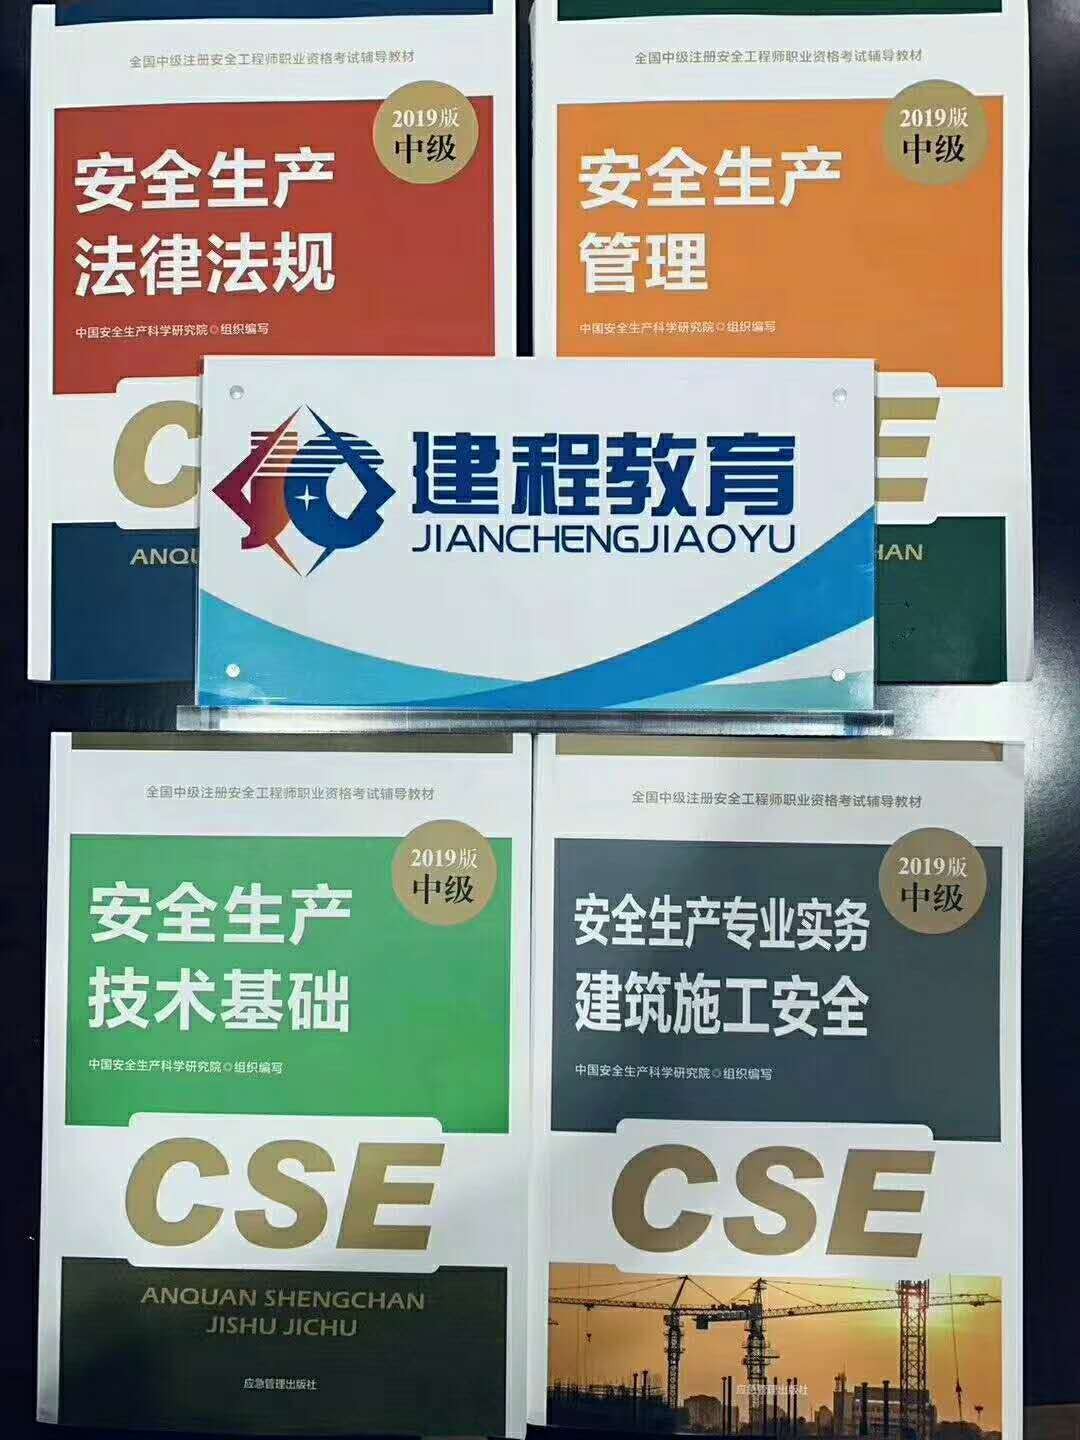 全国中级注册安全工程师职业资格考试辅导教材
2019版
中级
安全生产
法律法规
中国安全生产科学研究院◎组织编写
C
ANQU
全国中级注册安全工程师职业资格考试辅导教材
2019版
中级
安全生产
管理
中国安全生产科学研究院◎组织编写
E
HAN
建程教育
JIANCHENGJIAOYU
全国中级注册安全工程师职业资格考试辅导教材
2019版
中级
安全生产
技术基础
中国安全生产科学研究院◎组织编写
CSE
ANQUAN SHENGCHAN
JISHU JICHU
应急管理出版社
全国中级注册安全工程师职业资格考试辅导教材
2019版
中级
安全生产专业实务
建筑施工安全
中国安全生产科学研究院◎组织编写
CSE
应急管理出版社